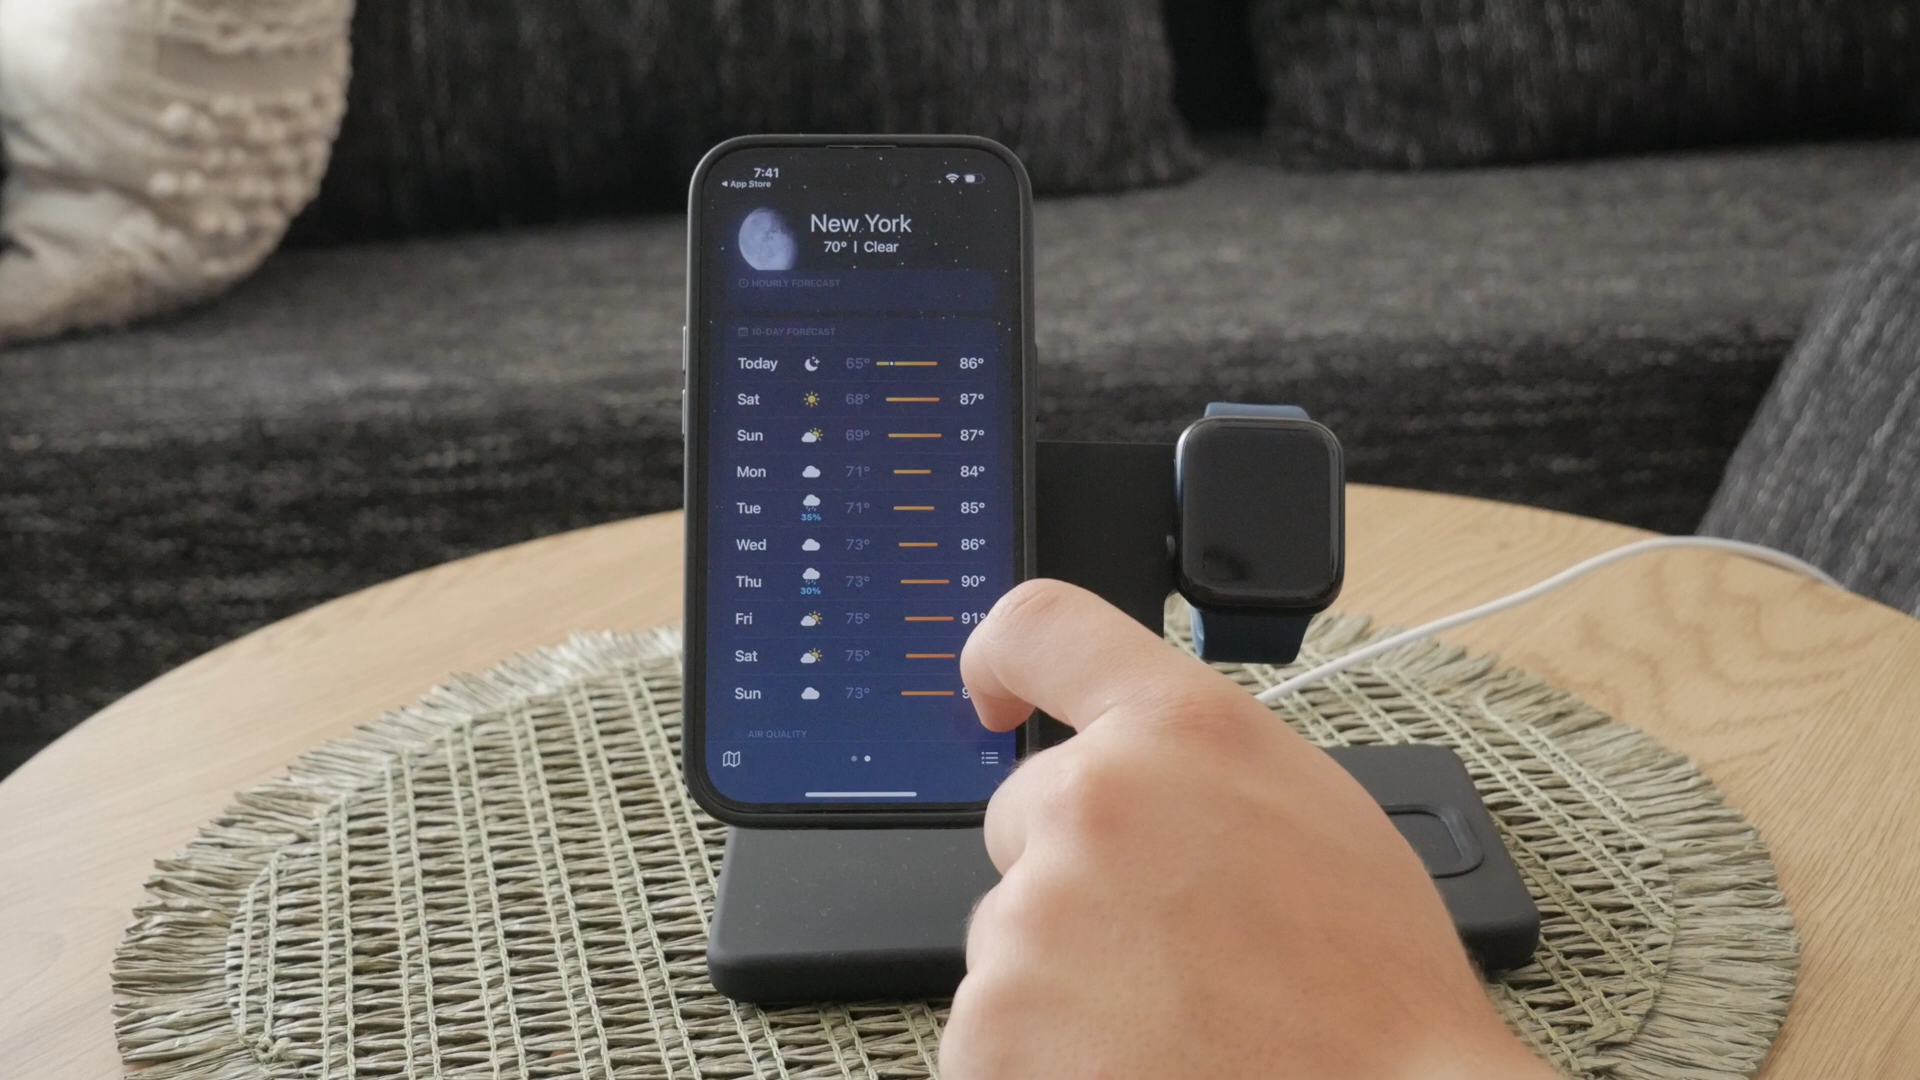 7:41
App Store
New York
70° | Clear
HOURLY FORECAST
10-DAY FORECAST
Today 65° 86°
Sat 68° 87°
Sun 69° 87°
Mon 71° 84°
Tue 35% 71° 85°
Wed 73° 86°
Thu 30% 73° 90°
Fri 75° 91°
Sat 75°
Sun 73°
AIR QUALITY